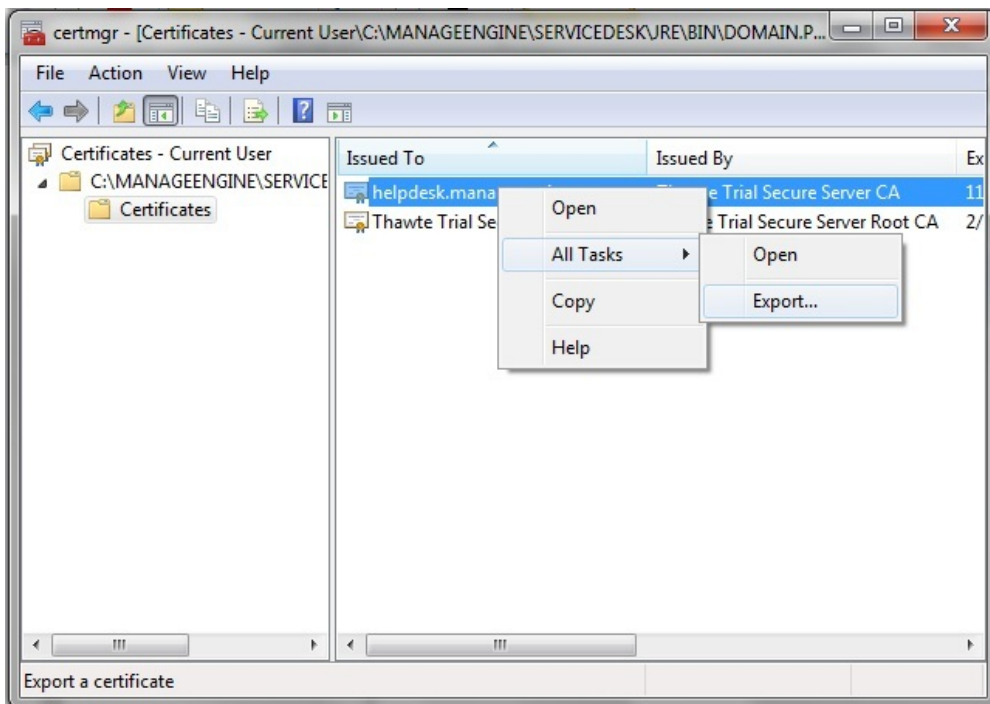 certmgr - [Certificates - Current User\C:\MANAGEENGINE\SERVICEDESK\JRE\BIN\DOMAIN.P...
File Action View Help
Certificates - Current User
C:\MANAGEENGINE\SERVICE
Certificates
Issued To Issued By Ex
helpdesk.mana e Trial Secure Server CA 11
Thawte Trial Se e Trial Secure Server Root CA 2/
Open
All Tasks
Copy
Help
Open
Export...
Export a certificate